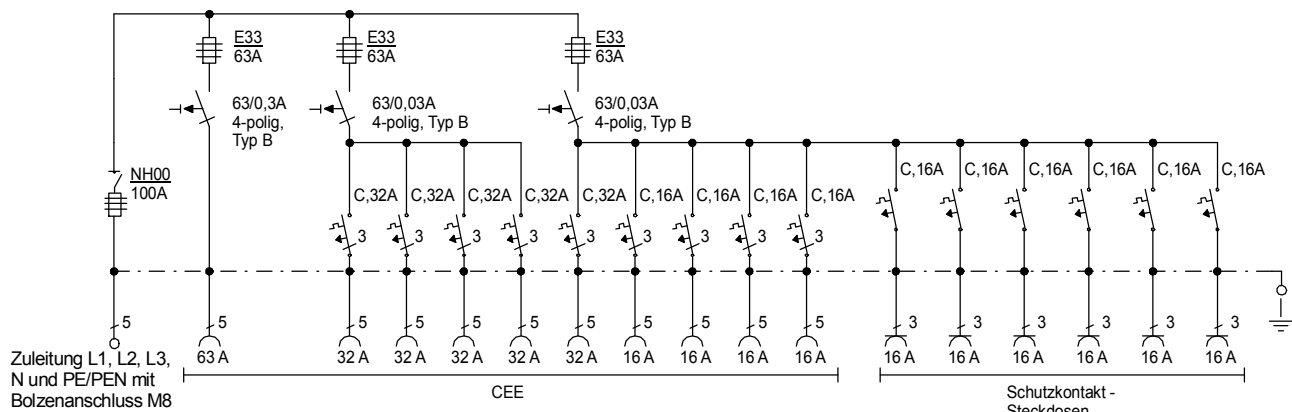 E33
63A
E33
63A
E33
63A
63/0,3A
4-polig,
Typ B
63/0,03A
4-polig, Typ B
63/0,03A
4-polig, Typ B
NH00
100A
C,32A C,32A C,32A C,32A C,32A C,16A C,16A C,16A C,16A
C,16A C,16A C,16A C,16A C,16A C,16A
3 3 3 3 3 3 3 3 3
5 5 5 5 5 5 5 5 5 5 5 3 3 3 3 3 3
63 A 32 A 32 A 32 A 32 A 32 A 16 A 16 A 16 A 16 A 16 A 16 A 16 A 16 A 16 A 16 A
Zuleitung L1, L2, L3,
N und PE/PEN mit
Bolzenanschluss M8
CEE
Schutzkontakt -
Steckdosen